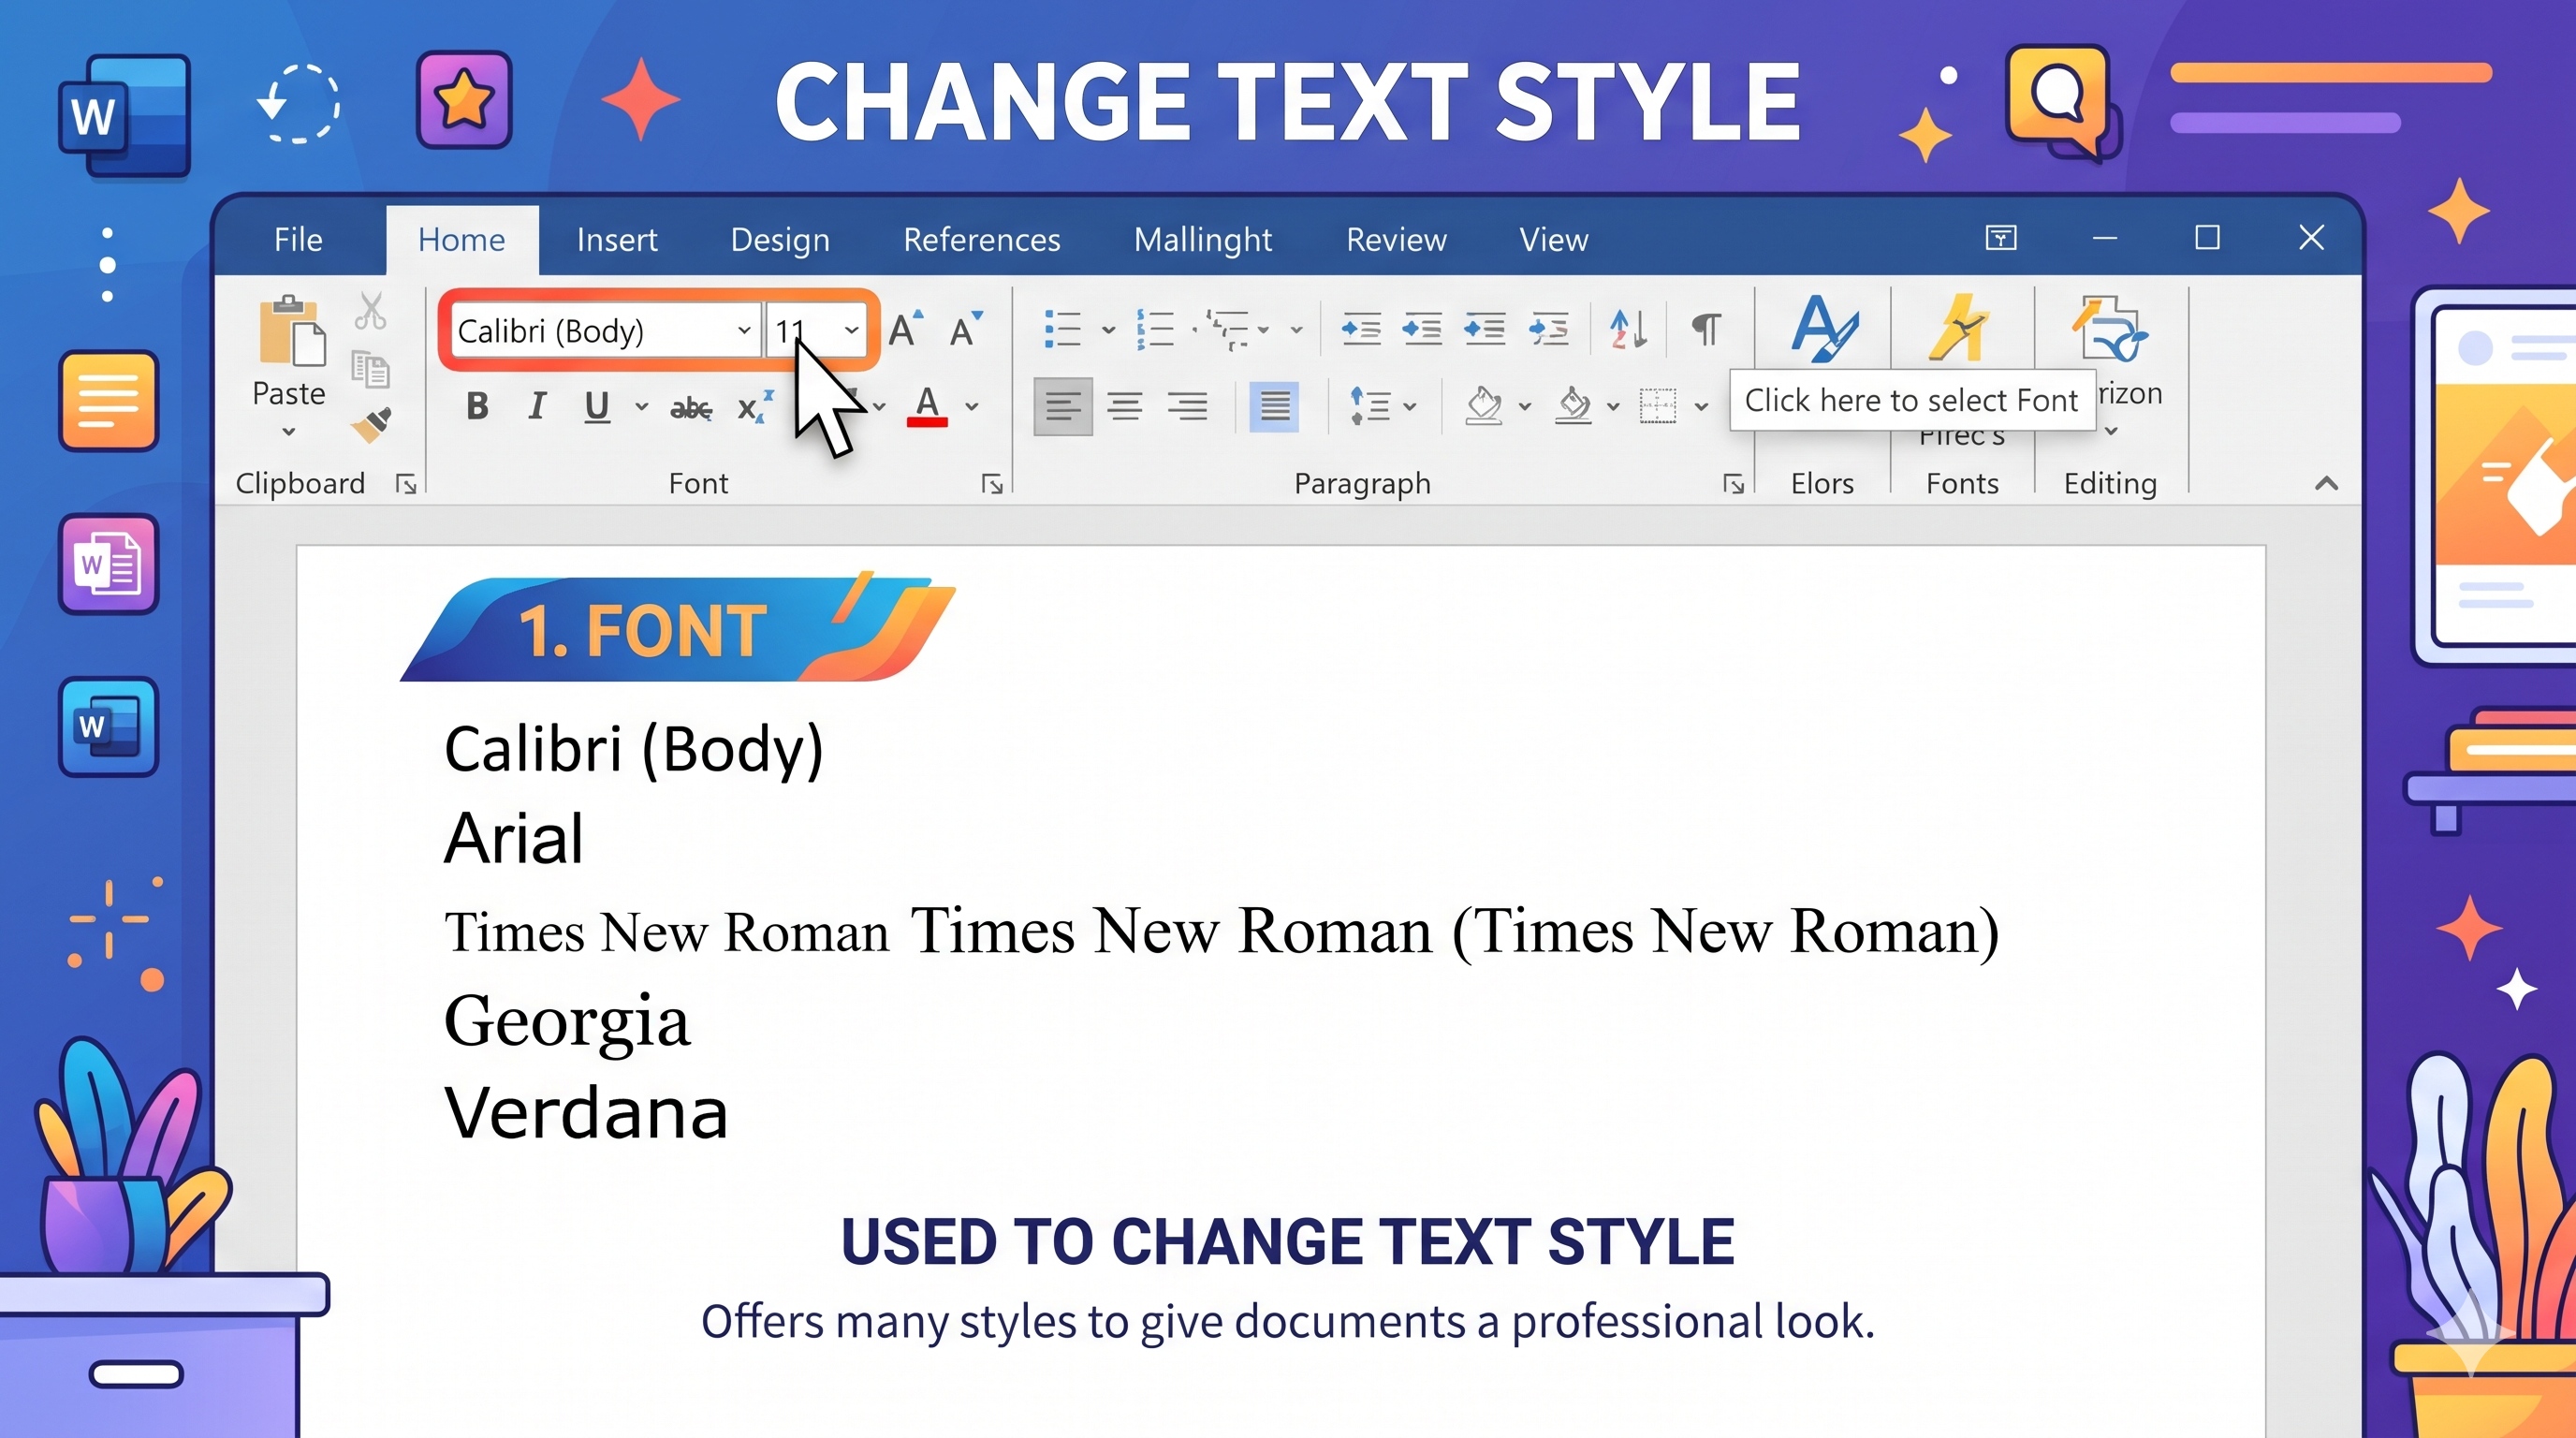 CHANGE TEXT STYLE
W
File Home Insert Design References Mallinght Review View
Calibri (Body) 11 A A
Paste
B I U abc x A
Click here to select Font
rizon
Pirec's
Clipboard Font Paragraph Elors Fonts Editing
W
W
1. FONT
Calibri (Body)
Arial
Times New Roman Times New Roman (Times New Roman)
Georgia
Verdana
USED TO CHANGE TEXT STYLE
Offers many styles to give documents a professional look.